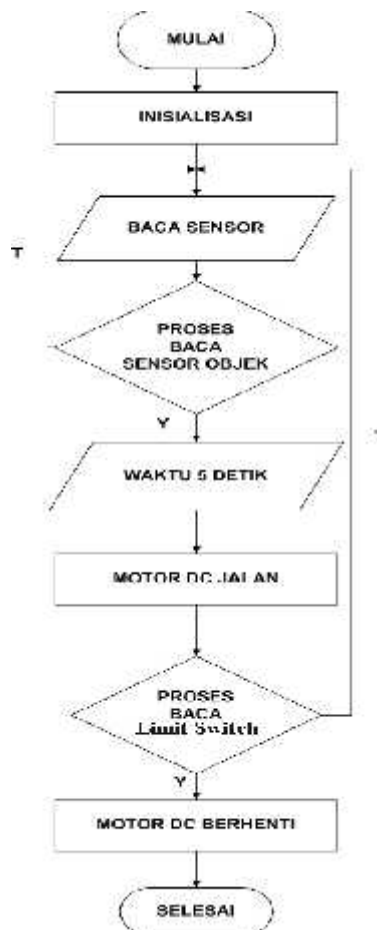 MULAI
INISIALISASI
BACA SENSOR
T
PROSES
BACA
SENSOR OBJEK
Y
WAKTU 5 DETIK
MOTOR DC JALAN
PROSES
BACA
Limit Switch
Y
MOTOR DC BERHENTI
SELESAI